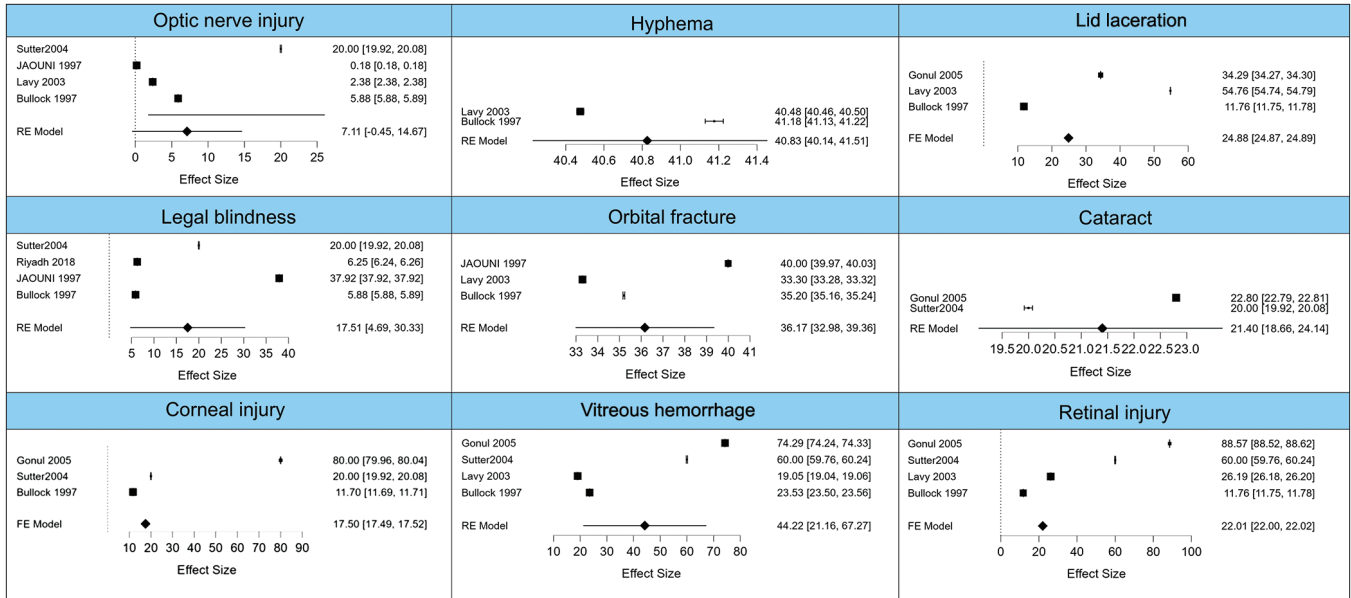 Optic nerve injury
Sutter2004 20.00 [19.92, 20.08]
JAOUNI 1997 0.18 [0.18, 0.18]
Lavy 2003 2.38 [2.38, 2.38]
Bullock 1997 5.88 [5.88, 5.89]
RE Model 7.11 [-0.45, 14.67]
0 5 10 15 20 25
Effect Size
Hyphema
Lavy 2003 40.48 [40.46, 40.50]
Bullock 1997 41.18 [41.13, 41.22]
RE Model 40.83 [40.14, 41.51]
40.4 40.6 40.8 41.0 41.2 41.4
Effect Size
Lid laceration
Gonul 2005 34.29 [34.27, 34.30]
Lavy 2003 54.76 [54.74, 54.79]
Bullock 1997 11.76 [11.75, 11.78]
FE Model 24.88 [24.87, 24.89]
10 20 30 40 50 60
Effect Size
Legal blindness
Sutter2004 20.00 [19.92, 20.08]
Riyadh 2018 6.25 [6.24, 6.26]
JAOUNI 1997 37.92 [37.92, 37.92]
Bullock 1997 5.88 [5.88, 5.89]
RE Model 17.51 [4.69, 30.33]
5 10 15 20 25 30 35 40
Effect Size
Orbital fracture
JAOUNI 1997 40.00 [39.97, 40.03]
Lavy 2003 33.30 [33.28, 33.32]
Bullock 1997 35.20 [35.16, 35.24]
RE Model 36.17 [32.98, 39.36]
33 34 35 36 37 38 39 40 41
Effect Size
Cataract
Gonul 2005 22.80 [22.79, 22.81]
Sutter2004 20.00 [19.92, 20.08]
RE Model 21.40 [18.66, 24.14]
19.5 20.0 20.5 21.0 21.5 22.0 22.5 23.0
Effect Size
Corneal injury
Gonul 2005 80.00 [79.96, 80.04]
Sutter2004 20.00 [19.92, 20.08]
Bullock 1997 11.70 [11.69, 11.71]
FE Model 17.50 [17.49, 17.52]
10 20 30 40 50 60 70 80 90
Effect Size
Vitreous hemorrhage
Gonul 2005 74.29 [74.24, 74.33]
Sutter2004 60.00 [59.76, 60.24]
Lavy 2003 19.05 [19.04, 19.06]
Bullock 1997 23.53 [23.50, 23.56]
RE Model 44.22 [21.16, 67.27]
10 20 30 40 50 60 70 80
Effect Size
Retinal injury
Gonul 2005 88.57 [88.52, 88.62]
Sutter2004 60.00 [59.76, 60.24]
Lavy 2003 26.19 [26.18, 26.20]
Bullock 1997 11.76 [11.75, 11.78]
RE Model 22.01 [22.00, 22.02]
0 20 40 60 80 100
Effect Size